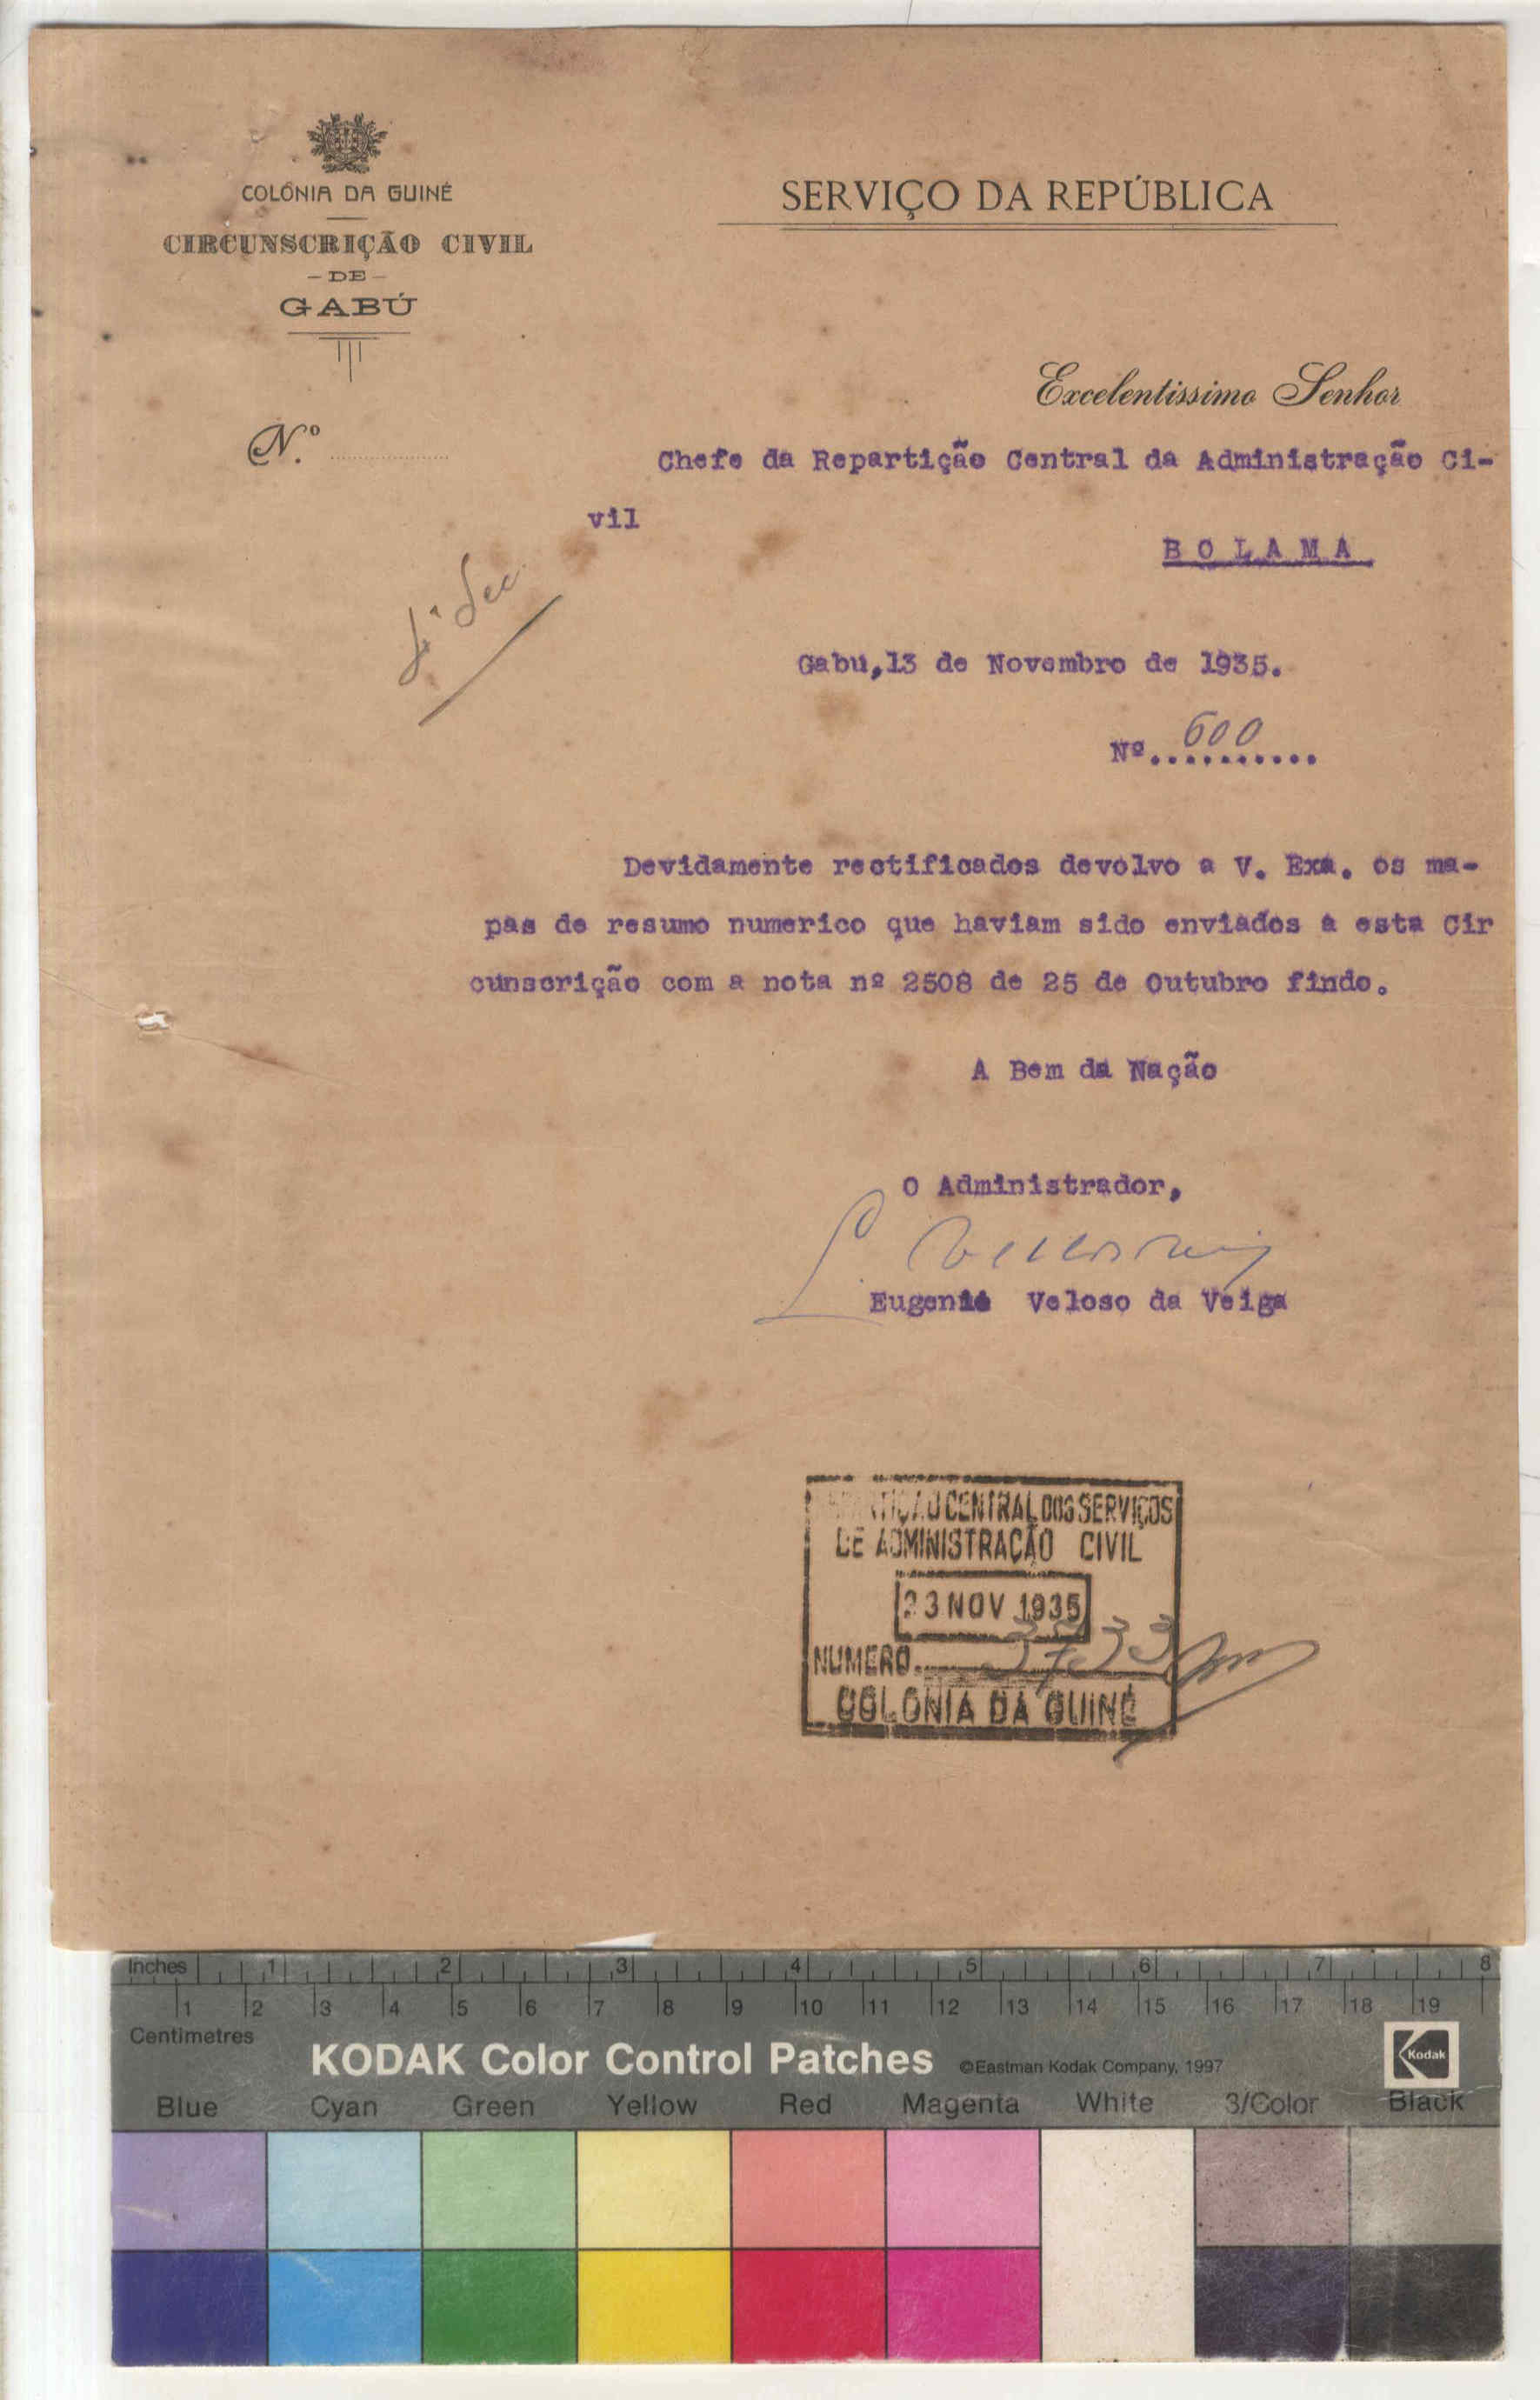 COLÓNIA DA GUINÉ
CIRCUNSCRIÇÃO CIVIL
- DE -
GABÚ
SERVIÇO DA REPÚBLICA
Excelentissimo Senhor
N.º ....................
Chefe da Repartição Central da Administração Ci-
vil
BOLAMA
Gabu,13 de Novembro de 1935.
Nº..........
600
Devidamente rectificados devolvo a V. Exa. os ma-
pas de resumo numerico que haviam sido enviados a esta Cir
cunscrição com a nota nº 2508 de 25 de Outubro findo.
A Bem da Nação
O Administrador,
Eugenio Veloso da Veiga
CENTRAL DOS SERVIÇOS
DE ADMINISTRAÇÃO CIVIL
23 NOV 1935
NUMERO
COLONIA DA GUINÉ
Inches 1 2 3 4 5 6 7 8
1 2 3 4 5 6 7 8 9 10 11 12 13 14 15 16 17 18 19
Centimetres
KODAK Color Control Patches ©Eastman Kodak Company, 1997 Kodak
Blue Cyan Green Yellow Red Magenta White 3/Color Black